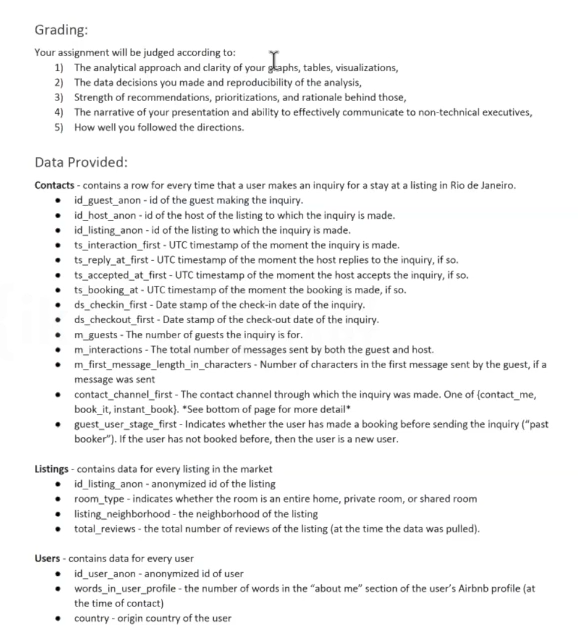 Grading:
Your assignment will be judged according to:
1) The analytical approach and clarity of your graphs, tables, visualizations,
2) The data decisions you made and reproducibility of the analysis,
3) Strength of recommendations, prioritizations, and rationale behind those,
4) The narrative of your presentation and ability to effectively communicate to non-technical executives,
5) How well you followed the directions.
Data Provided:
Contacts - contains a row for every time that a user makes an inquiry for a stay at a listing in Rio de Janeiro.
• id_guest_anon - id of the guest making the inquiry.
• id_host_anon - id of the host of the listing to which the inquiry is made.
• id_listing_anon - id of the listing to which the inquiry is made.
• ts_interaction_first - UTC timestamp of the moment the inquiry is made.
• ts_reply_at_first - UTC timestamp of the moment the host replies to the inquiry, if so.
• ts_accepted_at_first - UTC timestamp of the moment the host accepts the inquiry, if so.
• ts_booking_at - UTC timestamp of the moment the booking is made, if so.
• ds_checkin_first - Date stamp of the check-in date of the inquiry.
• ds_checkout_first - Date stamp of the check-out date of the inquiry.
• m_guests - The number of guests the inquiry is for.
• m_interactions - The total number of messages sent by both the guest and host.
• m_first_message_length_in_characters - Number of characters in the first message sent by the guest, if a
message was sent
• contact_channel_first - The contact channel through which the inquiry was made. One of {contact_me,
book_it, instant_book}. *See bottom of page for more detail*
• guest_user_stage_first - Indicates whether the user has made a booking before sending the inquiry ("past
booker"). If the user has not booked before, then the user is a new user.
Listings - contains data for every listing in the market
• id_listing_anon - anonymized id of the listing
• room_type - indicates whether the room is an entire home, private room, or shared room
• listing_neighborhood - the neighborhood of the listing
• total_reviews - the total number of reviews of the listing (at the time the data was pulled).
Users - contains data for every user
• id_user_anon - anonymized id of user
• words_in_user_profile - the number of words in the "about me" section of the user's Airbnb profile (at
the time of contact)
• country - origin country of the user